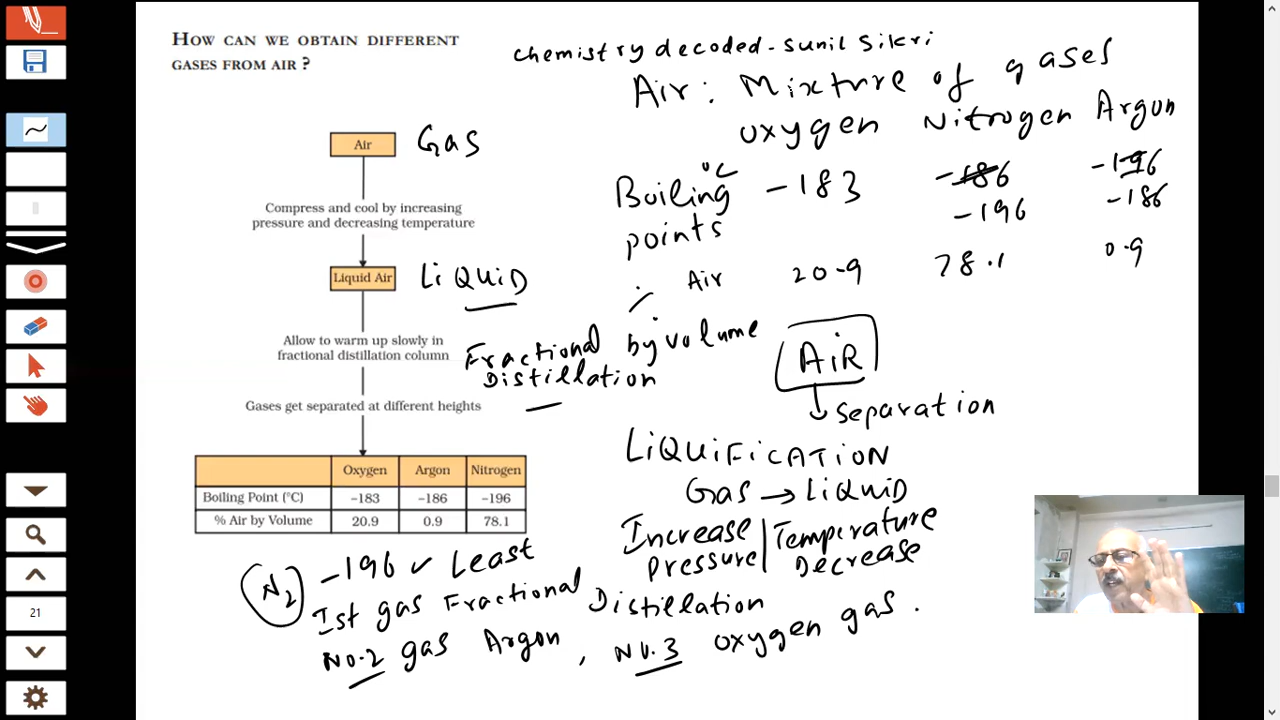 HOW CAN WE OBTAIN DIFFERENT
GASES FROM AIR ?
Air
Gas
Compress and cool by increasing
pressure and decreasing temperature
Liquid Air
LiQUiD
Allow to warm up slowly in
fractional distillation column
Fractional
Distillation
Gases get separated at different heights
Oxygen Argon Nitrogen
Boiling Point (°C) –183 –186 –196
% Air by Volume 20.9 0.9 78.1
chemistry decoded - sunil sikri
Air : Mixture of gases
oxygen Nitrogen Argon
°C
Boiling -183 -186 -196
points -196 -186
% Air 20.9 78.1 0.9
by volume
AiR
separation
LiQUiFiCATiON
Gas → LiQUiD
Increase | Temperature
Pressure | Decrease
N2 -196 ✓ Least
Ist gas Fractional Distillation
No.2 gas Argon, No.3 oxygen gas.
21